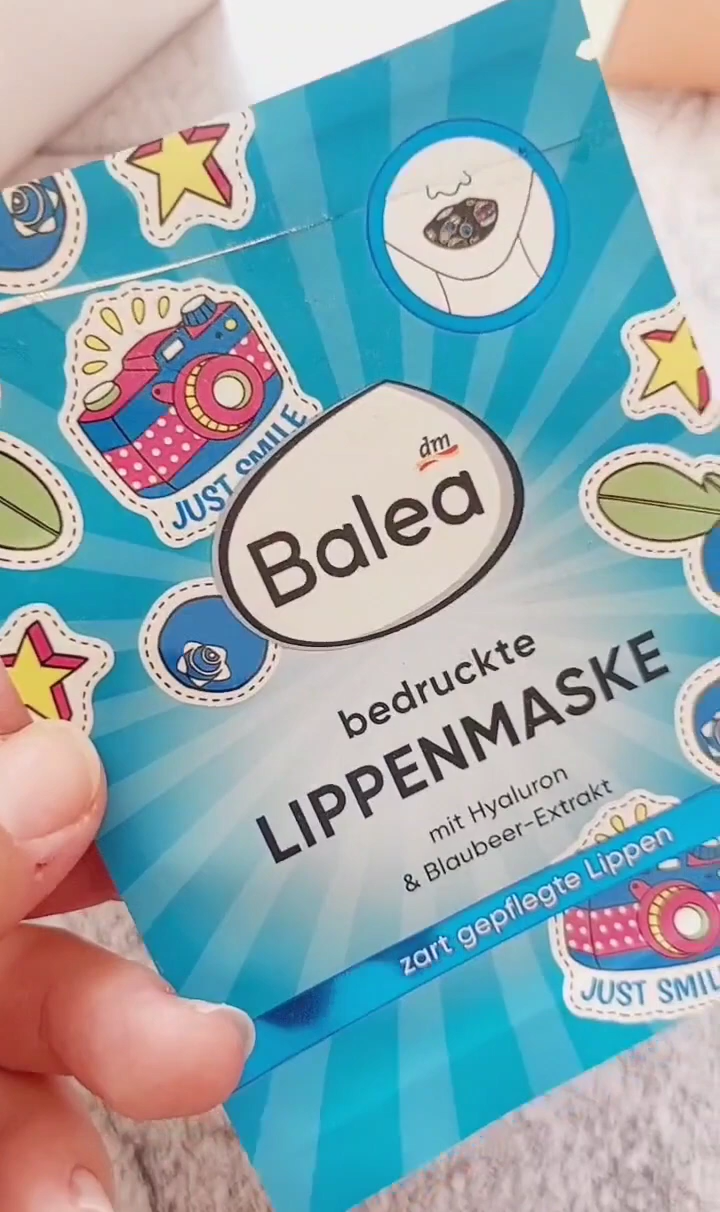 JUST SMILE
dm
Balea
bedruckte
LIPPENMASKE
mit Hyaluron
& Blaubeer-Extrakt
zart gepflegte Lippen
JUST SMIL